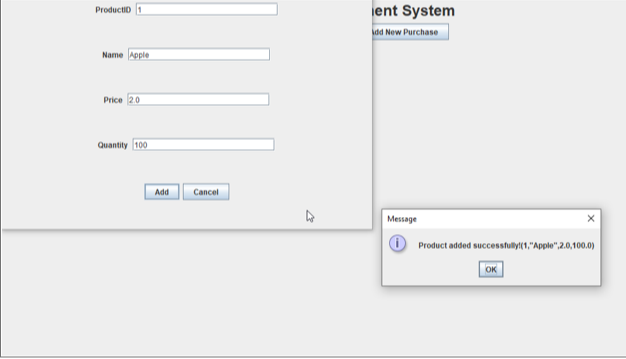 ProductID 1
ent System
dd New Purchase
Name Apple
Price 2.0
Quantity 100
Add Cancel
Message
Product added successfully!(1,"Apple",2.0,100.0)
OK